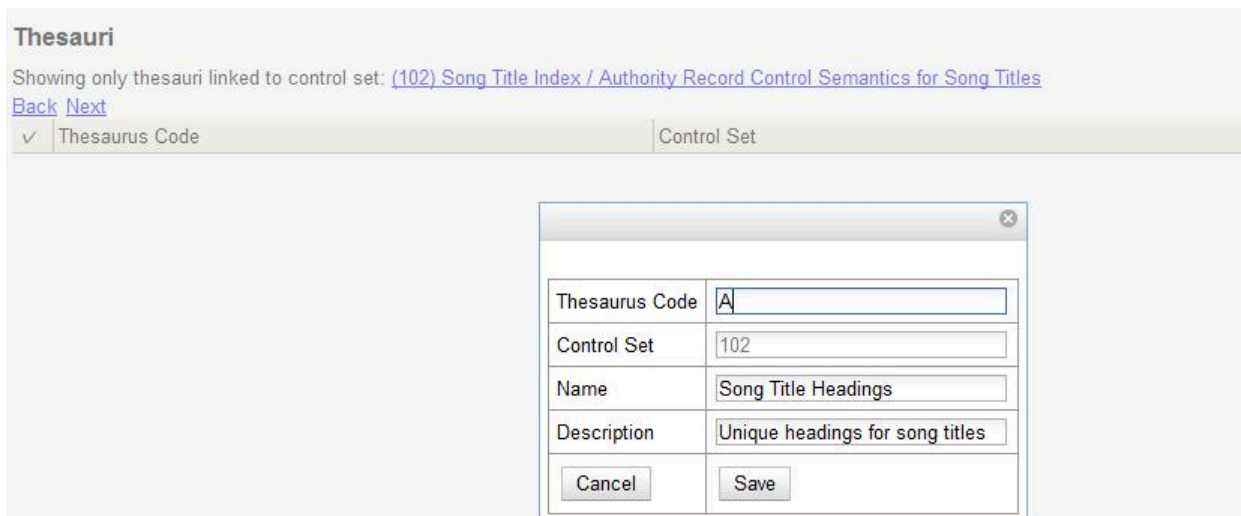 Thesauri
Showing only thesauri linked to control set: (102) Song Title Index / Authority Record Control Semantics for Song Titles
Back Next
✓ Thesaurus Code Control Set
Thesaurus Code A
Control Set 102
Name Song Title Headings
Description Unique headings for song titles
Cancel Save